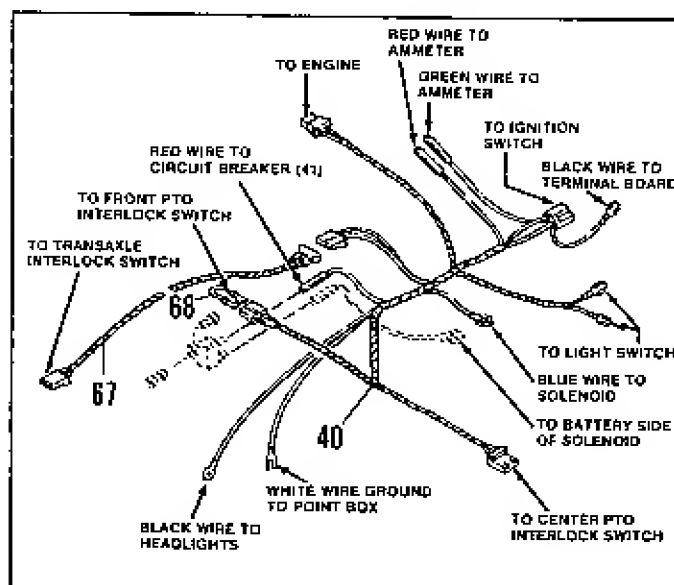 RED WIRE TO
AMMETER
TO ENGINE
GREEN WIRE TO
AMMETER
TO IGNITION
SWITCH
RED WIRE TO
CIRCUIT BREAKER (41)
BLACK WIRE TO
TERMINAL BOARD
TO FRONT PTO
INTERLOCK SWITCH
TO TRANSAXLE
INTERLOCK SWITCH
68
67
TO LIGHT SWITCH
BLUE WIRE TO
SOLENOID
40
TO BATTERY SIDE
OF SOLENOID
WHITE WIRE GROUND
TO POINT BOX
BLACK WIRE TO
HEADLIGHTS
TO CENTER PTO
INTERLOCK SWITCH